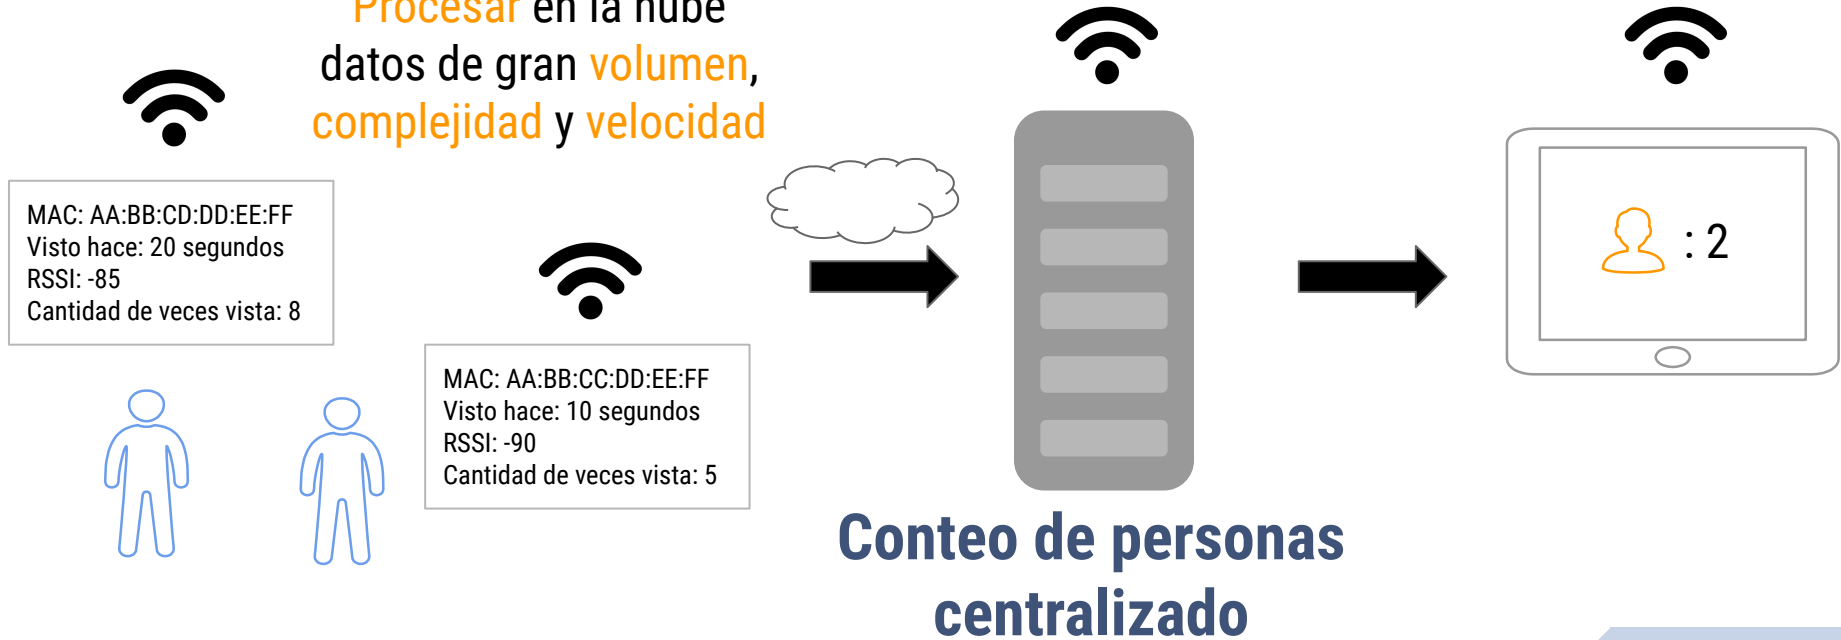 Procesar en la nube
datos de gran volumen,
complejidad y velocidad
MAC: AA:BB:CD:DD:EE:FF
Visto hace: 20 segundos
RSSI: -85
Cantidad de veces vista: 8
MAC: AA:BB:CC:DD:EE:FF
Visto hace: 10 segundos
RSSI: -90
Cantidad de veces vista: 5
: 2
Conteo de personas
centralizado